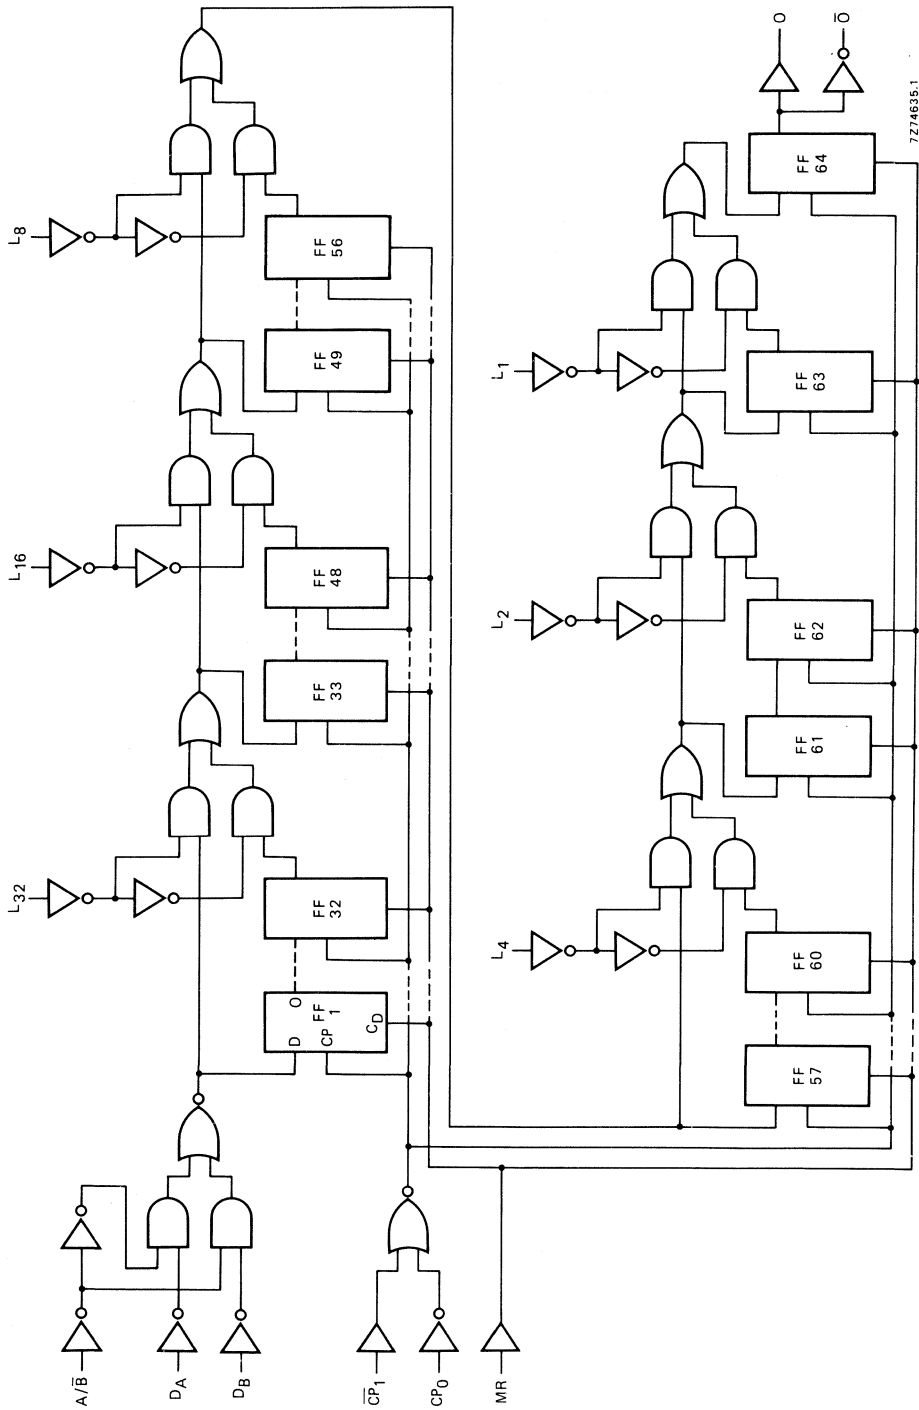 L8
L16
L32
FF
56
FF
49
FF
48
FF
33
FF
32
O
FF
1
D
CP
CD
A/B̅
DA
DB
C̅P̅1
CP0
MR
O
O̅
FF
64
L1
FF
63
L2
FF
62
FF
61
L4
FF
60
FF
57
7Z74635.1